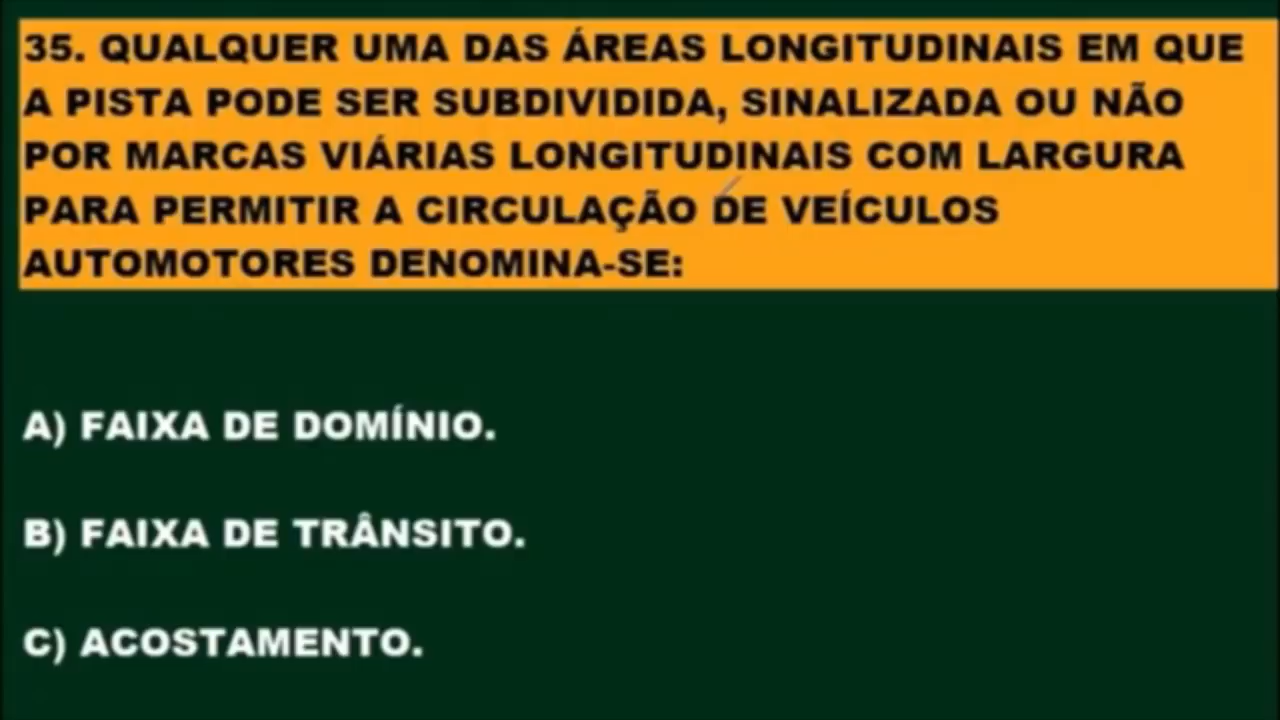 35. QUALQUER UMA DAS ÁREAS LONGITUDINAIS EM QUE
A PISTA PODE SER SUBDIVIDIDA, SINALIZADA OU NÃO
POR MARCAS VIÁRIAS LONGITUDINAIS COM LARGURA
PARA PERMITIR A CIRCULAÇÃO DE VEÍCULOS
AUTOMOTORES DENOMINA-SE:
A) FAIXA DE DOMÍNIO.
B) FAIXA DE TRÂNSITO.
C) ACOSTAMENTO.